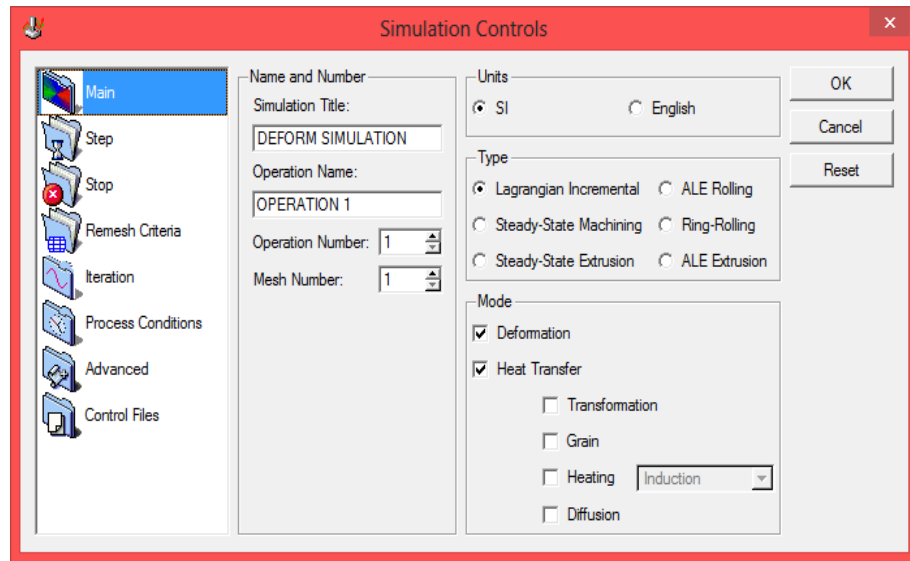 Simulation Controls
Main
Step
Stop
Remesh Criteria
Iteration
Process Conditions
Advanced
Control Files
Name and Number
Simulation Title:
DEFORM SIMULATION
Operation Name:
OPERATION 1
Operation Number: 1
Mesh Number: 1
Units
SI English
Type
Lagrangian Incremental ALE Rolling
Steady-State Machining Ring-Rolling
Steady-State Extrusion ALE Extrusion
Mode
Deformation
Heat Transfer
Transformation
Grain
Heating Induction
Diffusion
OK
Cancel
Reset